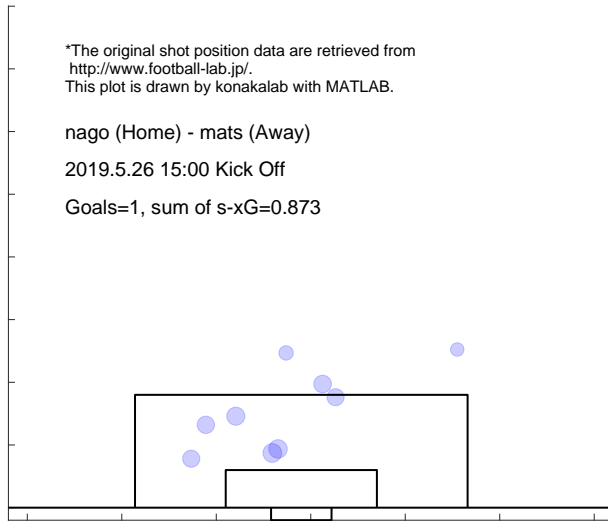 *The original shot position data are retrieved from
http://www.football-lab.jp/.
This plot is drawn by konakalab with MATLAB.
nago (Home) - mats (Away)
2019.5.26 15:00 Kick Off
Goals=1, sum of s-xG=0.873